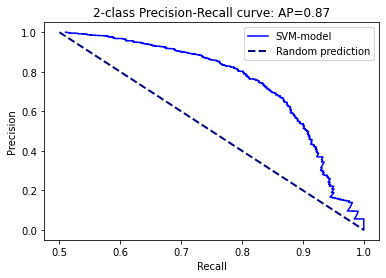 2-class Precision-Recall curve: AP=0.87
SVM-model
Random prediction
Precision
1.0
0.8
0.6
0.4
0.2
0.0
0.5 0.6 0.7 0.8 0.9 1.0
Recall